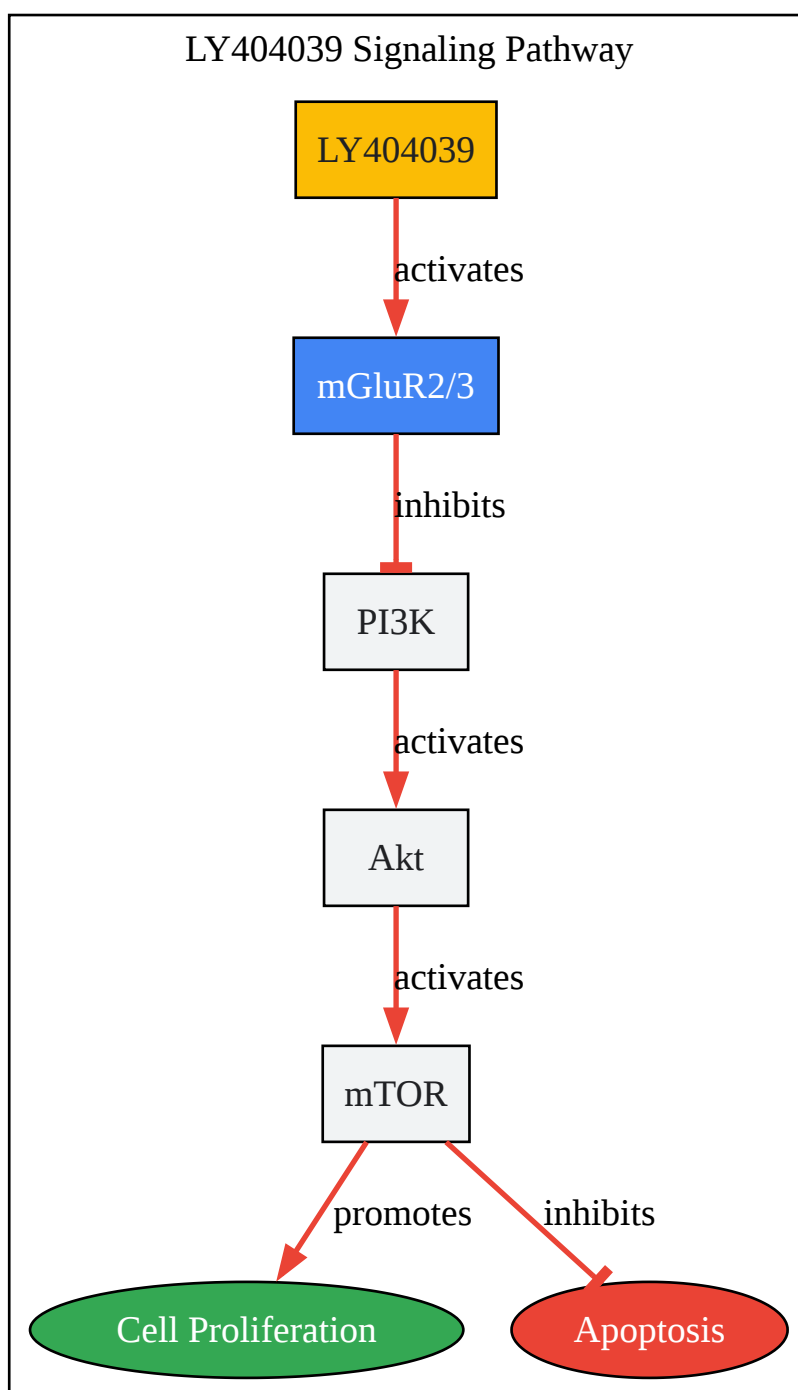 LY404039 Signaling Pathway
LY404039
activates
mGluR2/3
inhibits
PI3K
activates
Akt
activates
mTOR
promotes
inhibits
Cell Proliferation
Apoptosis